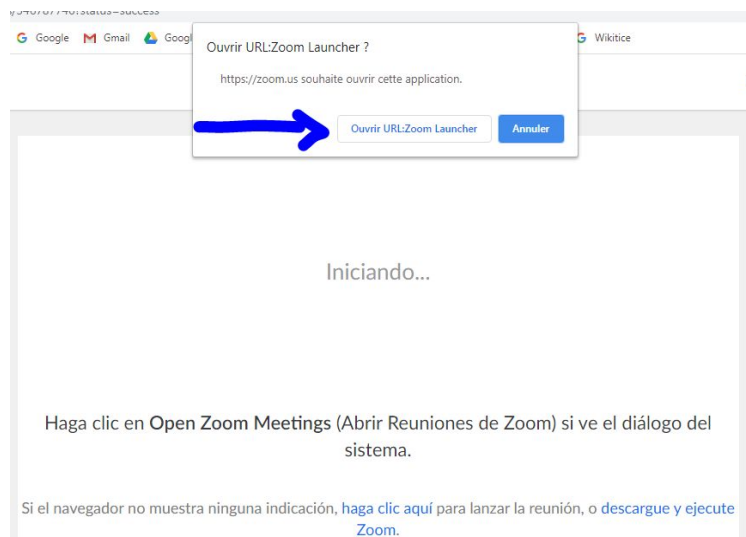 Google Gmail Googl
Wikitice
Ouvrir URL:Zoom Launcher ?
https://zoom.us souhaite ouvrir cette application.
Ouvrir URL:Zoom Launcher Annuler
Iniciando...
Haga clic en Open Zoom Meetings (Abrir Reuniones de Zoom) si ve el diálogo del
sistema.
Si el navegador no muestra ninguna indicación, haga clic aquí para lanzar la reunión, o descargue y ejecute
Zoom.